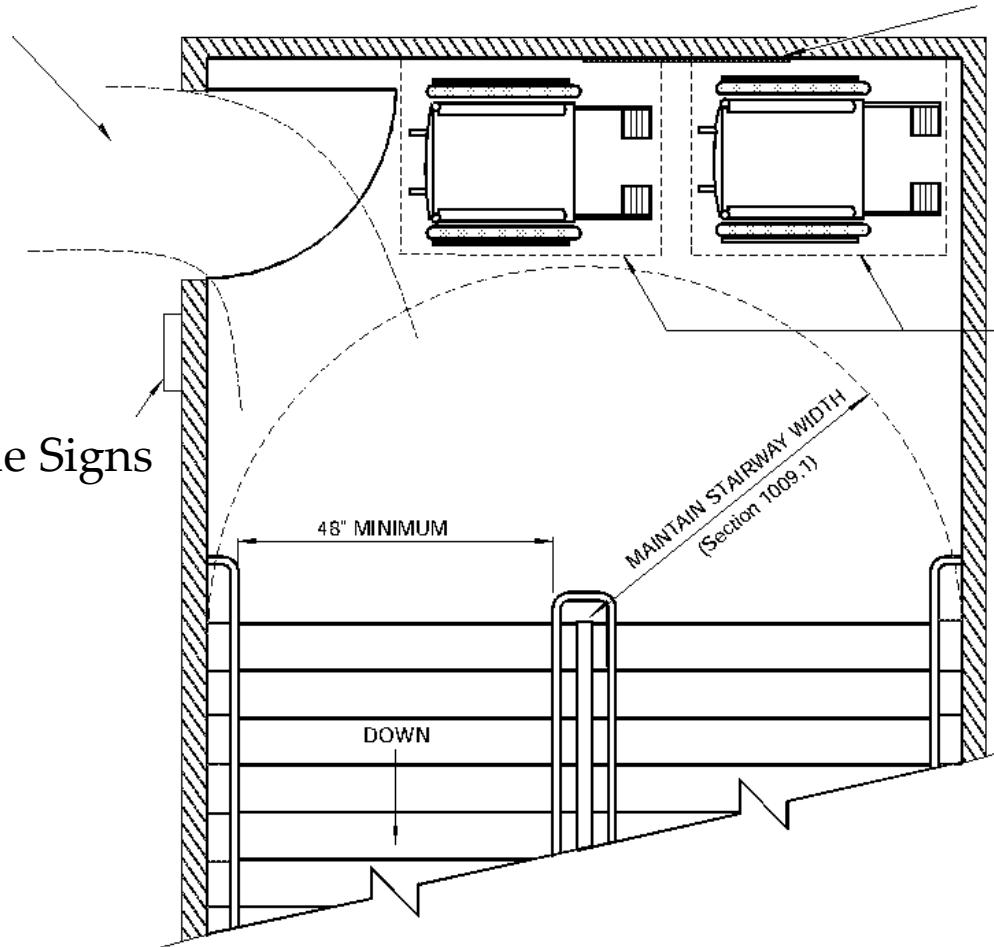 MAINTAIN STAIRWAY WIDTH
(Section 1009.1)
Signs
48" MINIMUM
DOWN